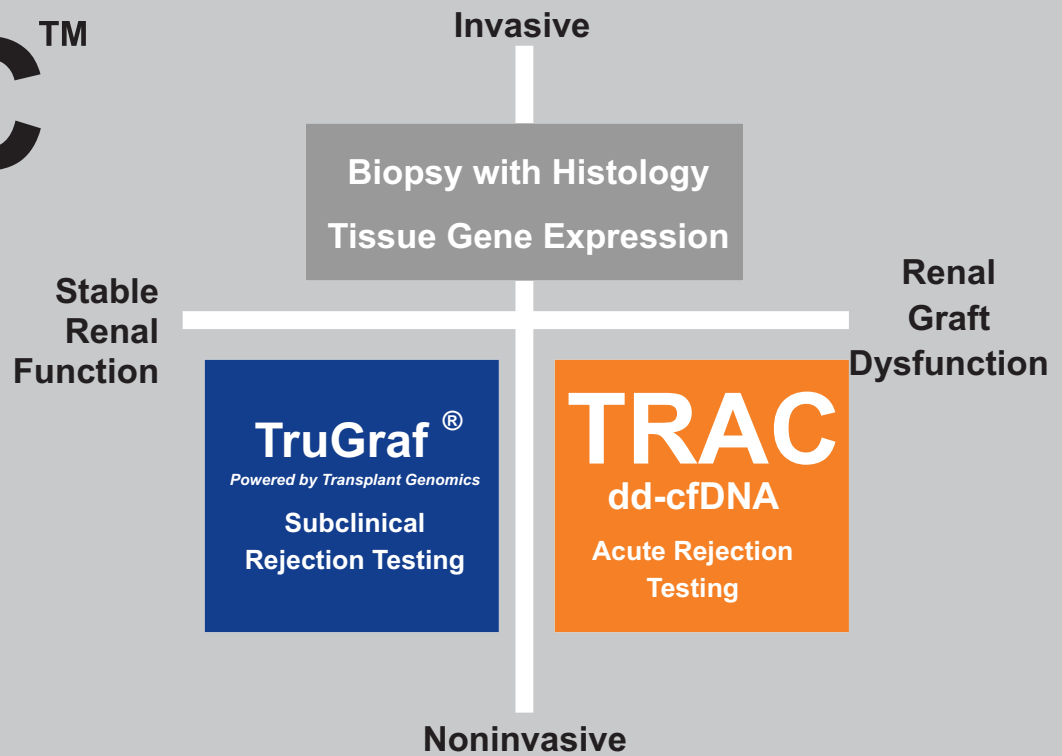 C™
Invasive
Biopsy with Histology
Tissue Gene Expression
Stable
Renal
Function
Renal
Graft
Dysfunction
TruGraf ®
Powered by Transplant Genomics
Subclinical
Rejection Testing
TRAC
dd-cfDNA
Acute Rejection
Testing
Noninvasive